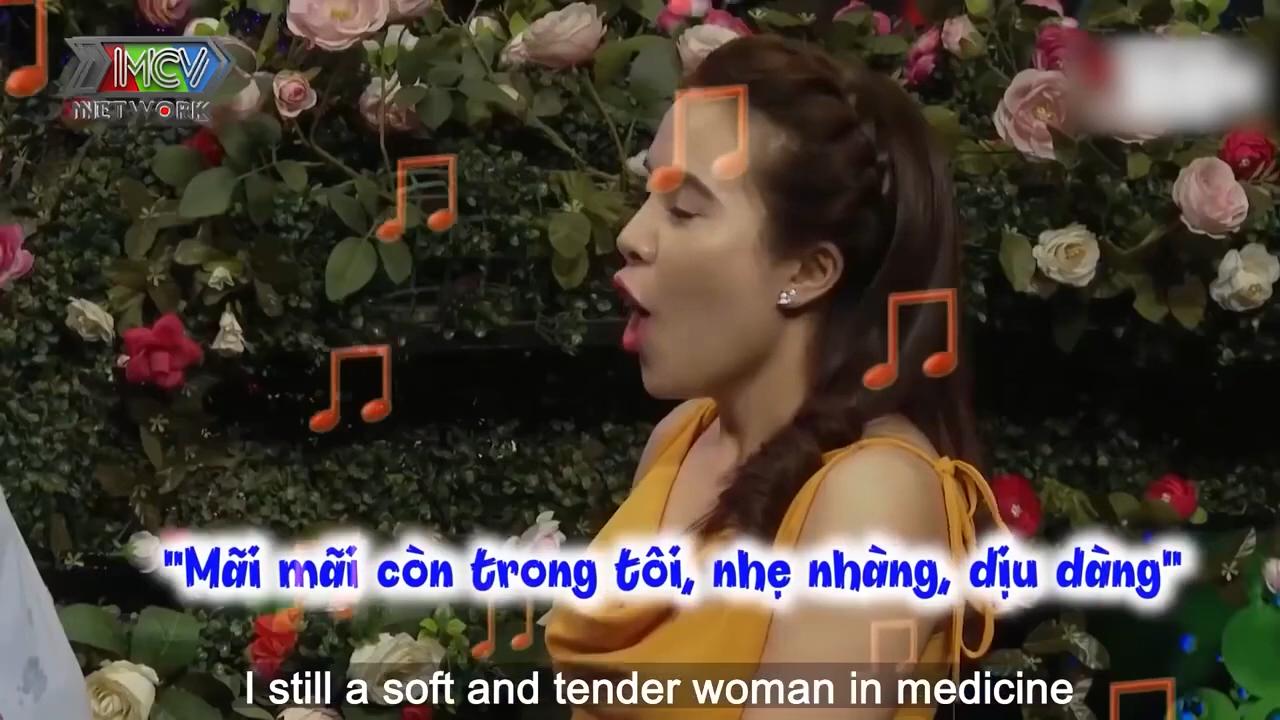 MCV
NETWORK
"'Mãi mãi còn trong tôi, nhẹ nhàng, dịu dàng'"
I still a soft and tender woman in medicine